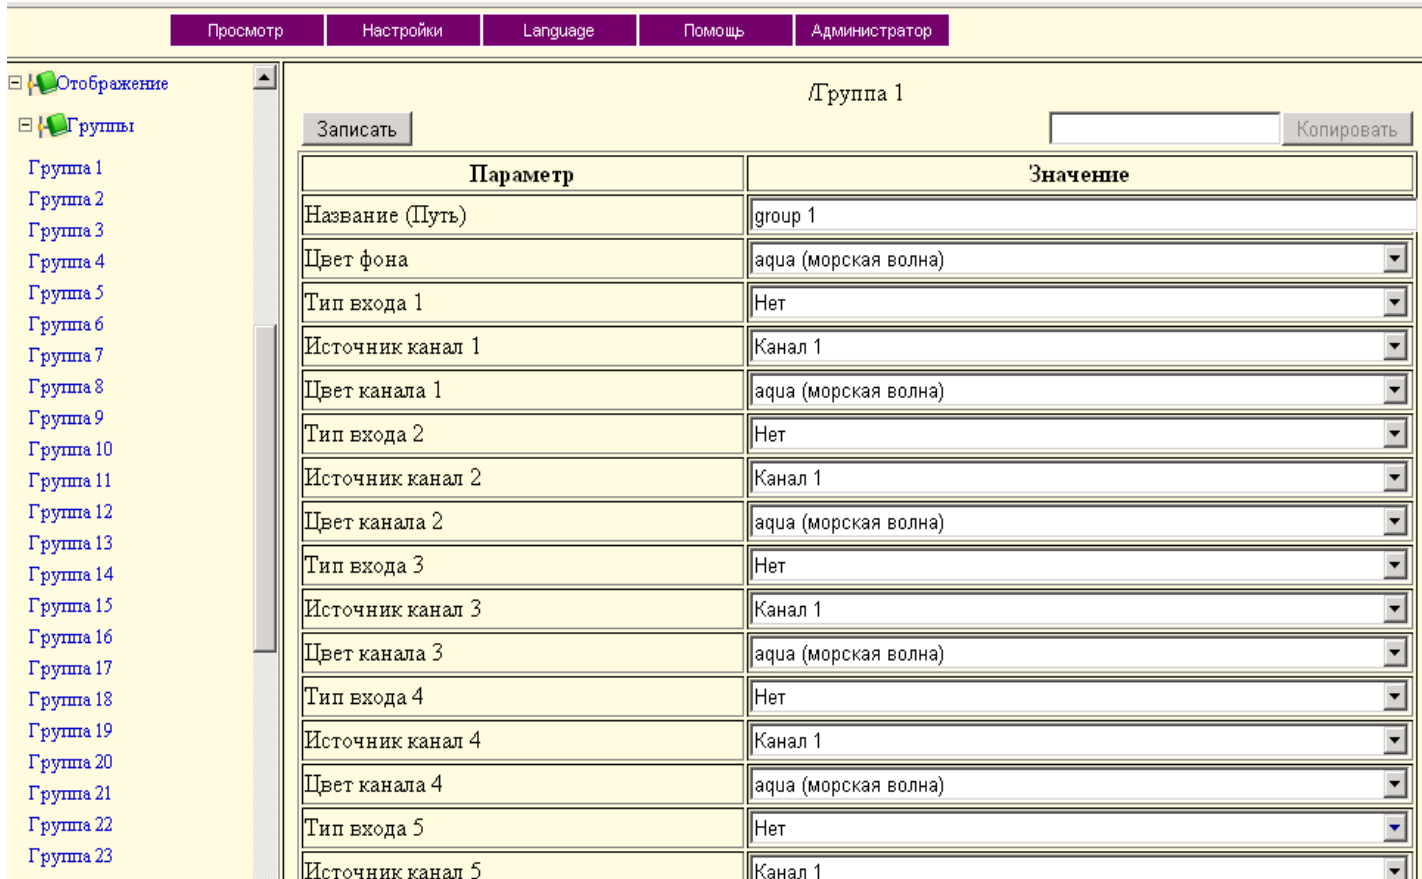 Просмотр Настройки Language Помощь Администратор
Отображение
Группы
Группа 1
Группа 2
Группа 3
Группа 4
Группа 5
Группа 6
Группа 7
Группа 8
Группа 9
Группа 10
Группа 11
Группа 12
Группа 13
Группа 14
Группа 15
Группа 16
Группа 17
Группа 18
Группа 19
Группа 20
Группа 21
Группа 22
Группа 23
/Группа 1
Записать Копировать
Параметр Значение
Название (Путь) group 1
Цвет фона aqua (морская волна)
Тип входа 1 Нет
Источник канал 1 Канал 1
Цвет канала 1 aqua (морская волна)
Тип входа 2 Нет
Источник канал 2 Канал 1
Цвет канала 2 aqua (морская волна)
Тип входа 3 Нет
Источник канал 3 Канал 1
Цвет канала 3 aqua (морская волна)
Тип входа 4 Нет
Источник канал 4 Канал 1
Цвет канала 4 aqua (морская волна)
Тип входа 5 Нет
Источник канал 5 Канал 1